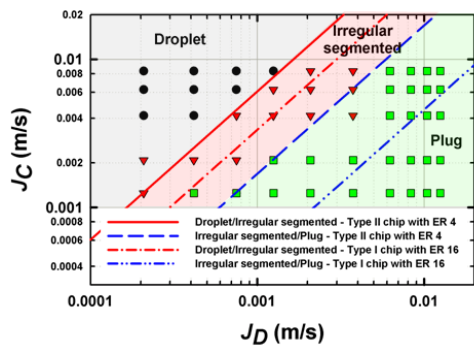 Droplet
Irregular
segmented
Plug
0.01
0.008
0.006
0.004
0.002
0.001
0.0008
0.0006
0.0004
J_C (m/s)
Droplet/Irregular segmented - Type II chip with ER 4
Irregular segmented/Plug - Type II chip with ER 4
Droplet/Irregular segmented - Type I chip with ER 16
Irregular segmented/Plug - Type I chip with ER 16
0.0001
0.001
0.01
J_D (m/s)